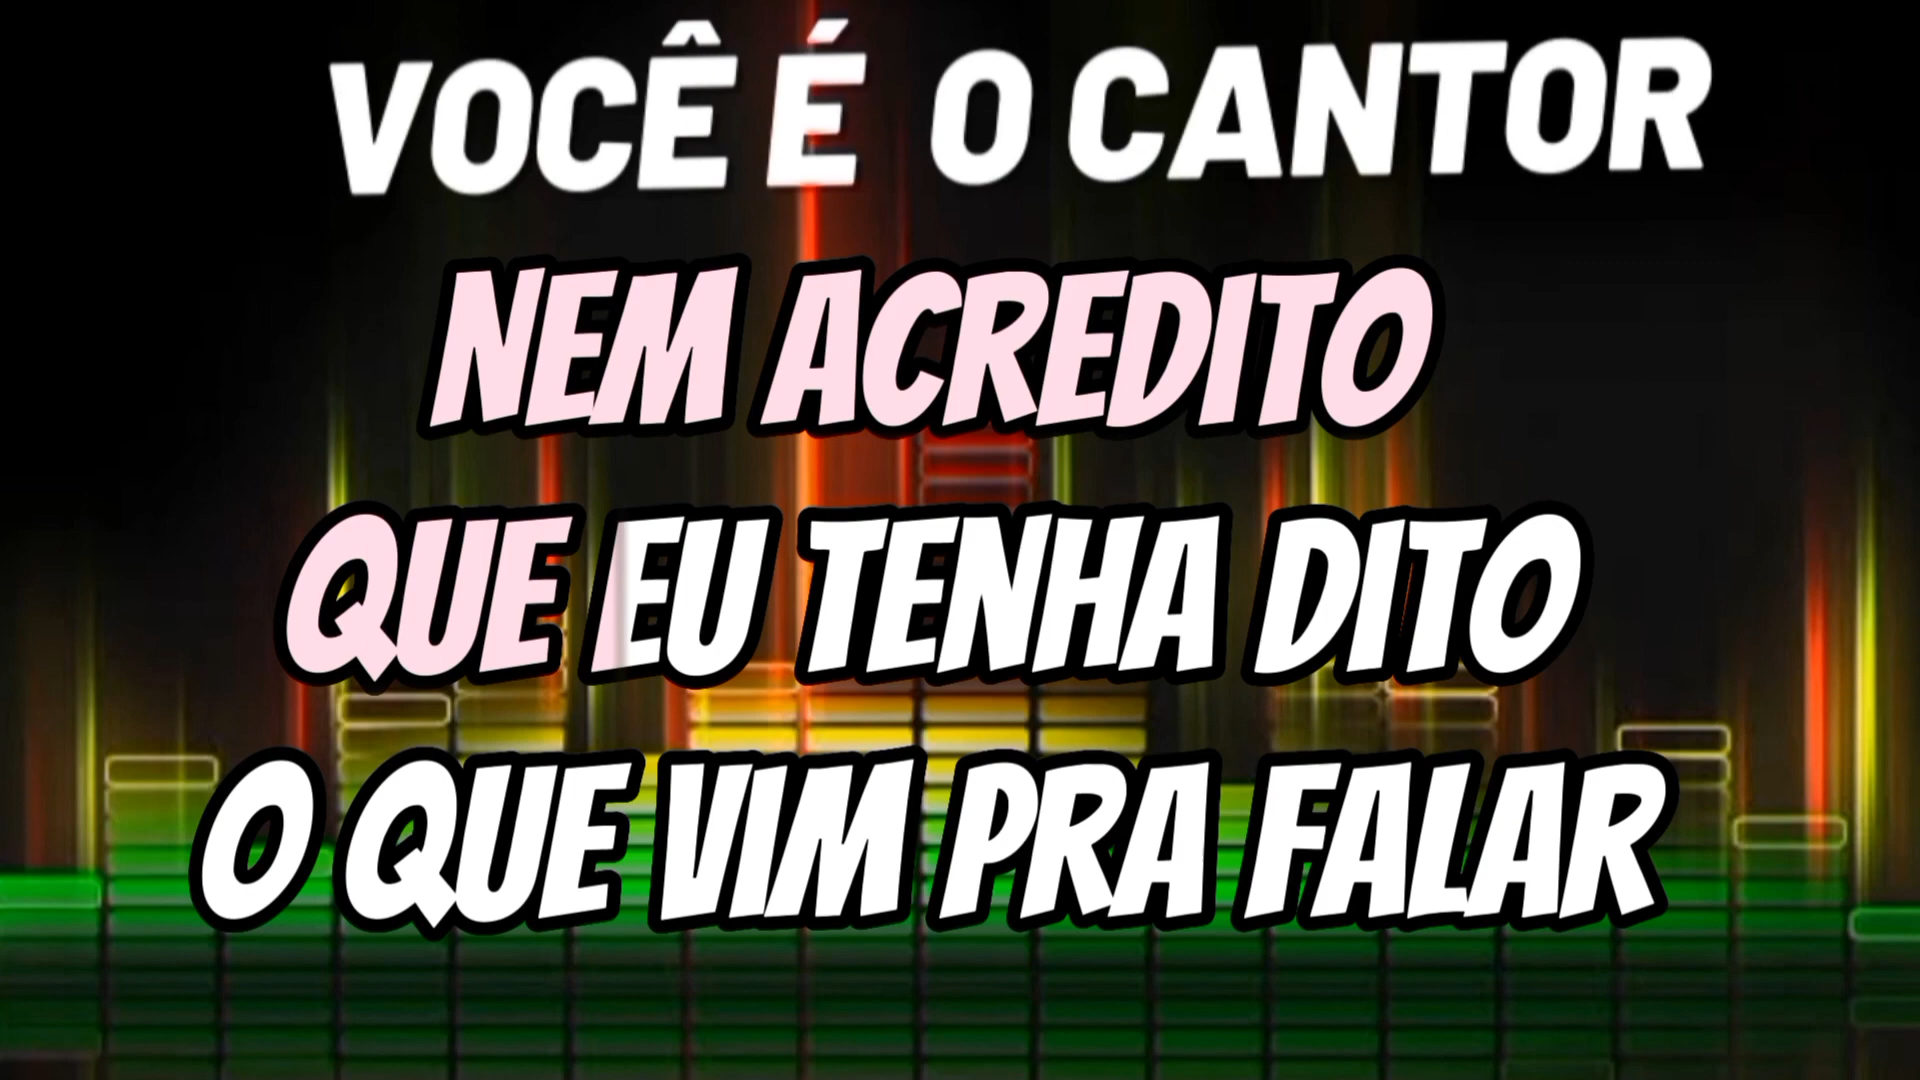 VOCÊ É O CANTOR
NEM ACREDITO
QUE EU TENHA DITO
O QUE VIM PRA FALAR